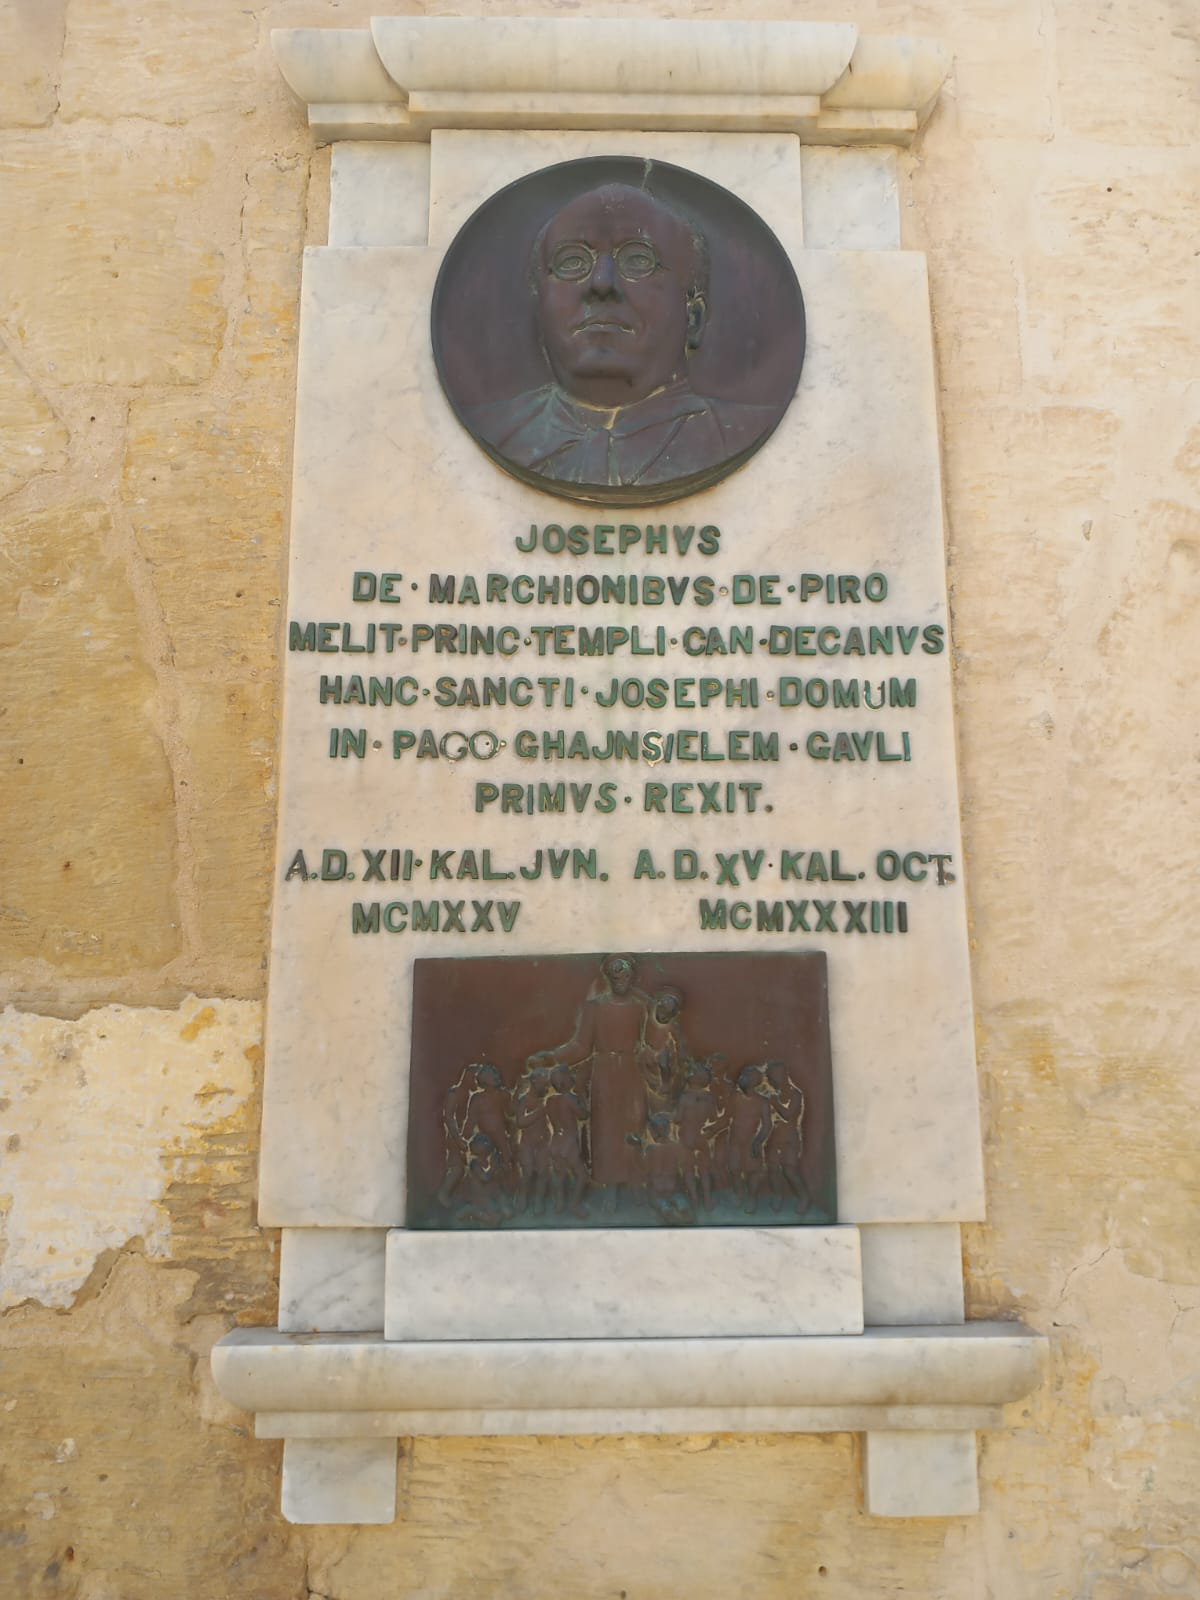 JOSEPHVS
DE · MARCHIONIBVS · DE · PIRO
MELIT · PRINC · TEMPLI · CAN · DECANVS
HANC · SANCTI · JOSEPHI · DOMUM
IN · PAGO · GHAJNSIELEM · GAVLI
PRIMVS · REXIT.
A.D. XII · KAL. JVN. A.D. XV · KAL. OCT.
MCMXXV MCMXXXIII